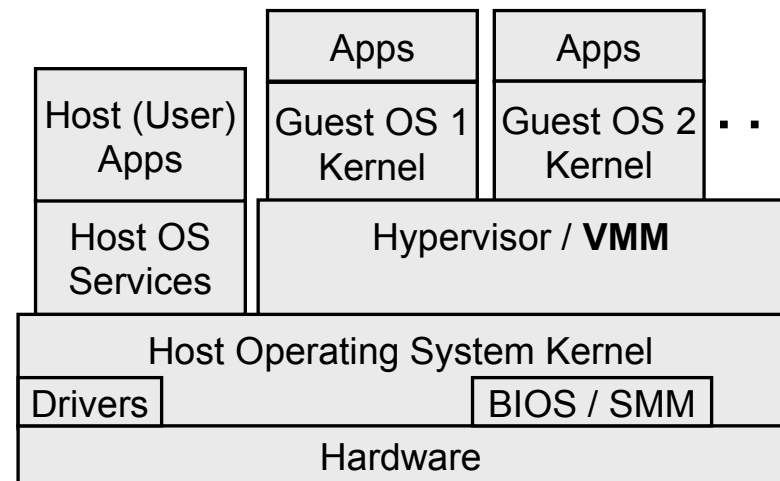 Apps
Apps
Host (User)
Apps
Guest OS 1
Kernel
Guest OS 2
Kernel
. .
Host OS
Services
Hypervisor / VMM
Host Operating System Kernel
Drivers
BIOS / SMM
Hardware